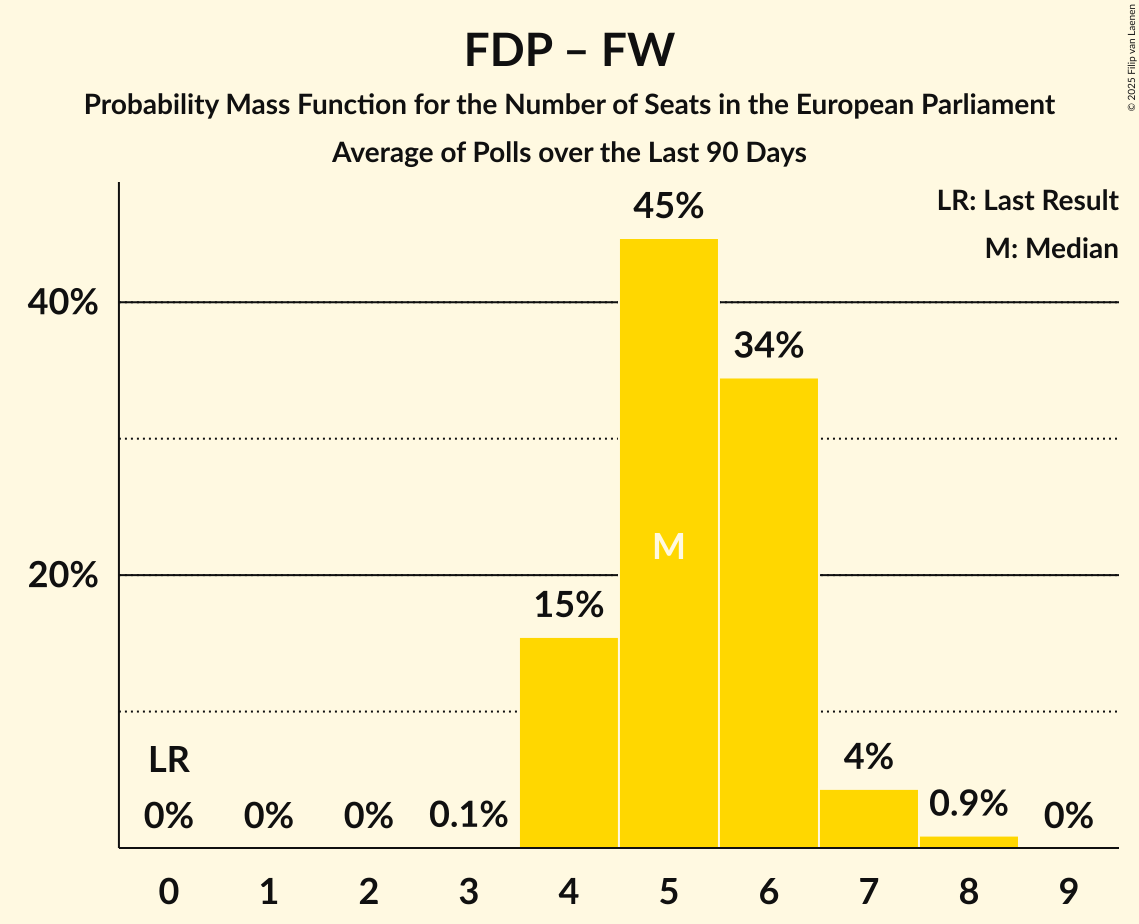 FDP – FW
Probability Mass Function for the Number of Seats in the European Parliament
Average of Polls over the Last 90 Days
© 2025 Filip van Laenen
LR: Last Result
M: Median
45%
40%
34%
M
20%
15%
LR
4%
0% 0% 0% 0.1% 0.9% 0%
0 1 2 3 4 5 6 7 8 9